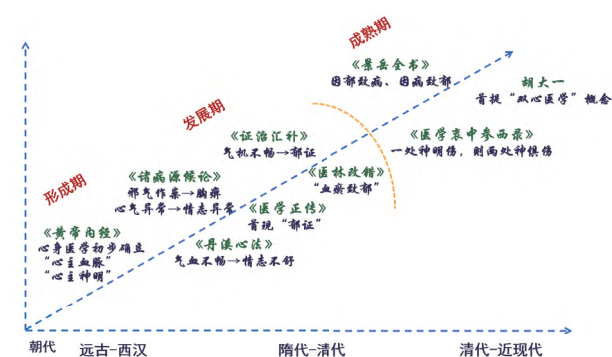 成熟期
《景岳全书》
因郁致病、因病致郁
胡大一
首提“双心医学”概念
发展期
《证治汇补》
气机不畅→郁证
《医学衷中参西录》
一处神明伤，则两处神俱伤
形成期
《诸病源候论》
邪气作祟→胸痹
心气异常→情志异常
《医林改错》
“血瘀致郁”
《医学正传》
首现“郁证”
《黄帝内经》
心身医学初步确立
“心主血脉”
“心主神明”
《丹溪心法》
气血不畅→情志不舒
朝代
远古-西汉
隋代-清代
清代-近现代